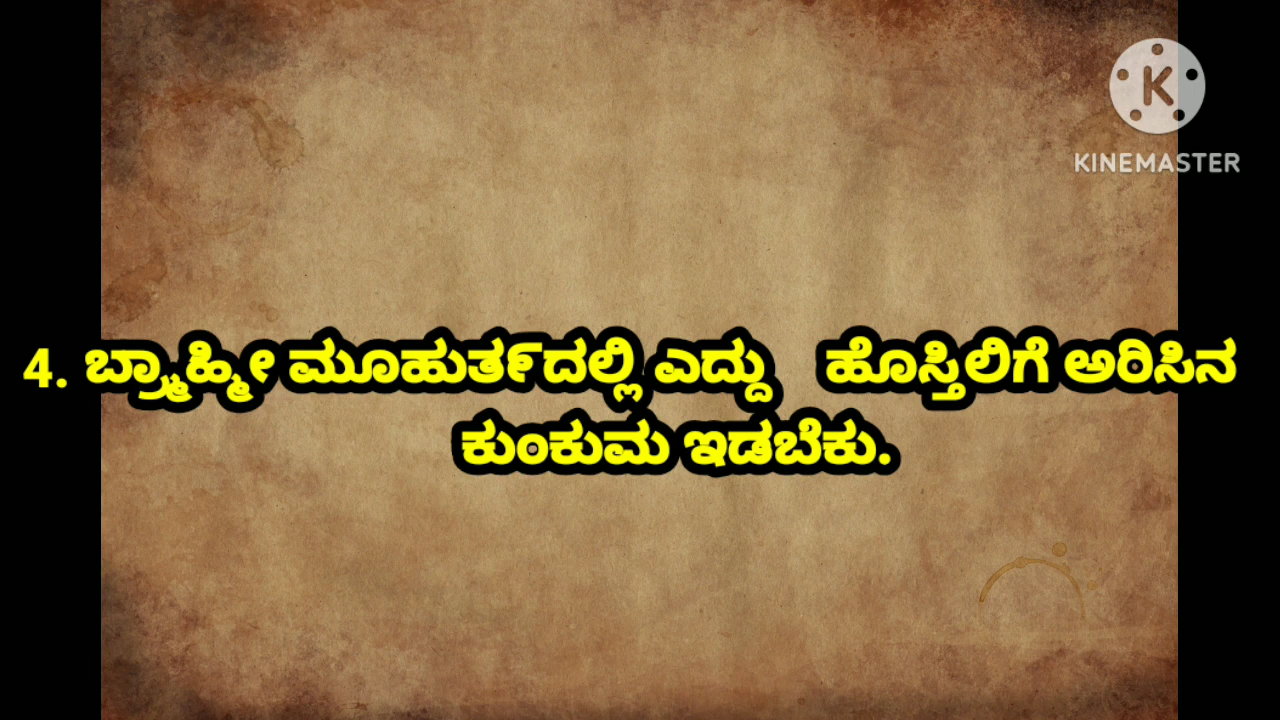 KINEMASTER
4. ಬ್ರಾಹ್ಮೀ ಮೂಹುರ್ತದಲ್ಲಿ ಎದ್ದು ಹೊಸ್ತಿಲಿಗೆ ಅರಿಸಿನ
ಕುಂಕುಮ ಇಡಬೆಕು.